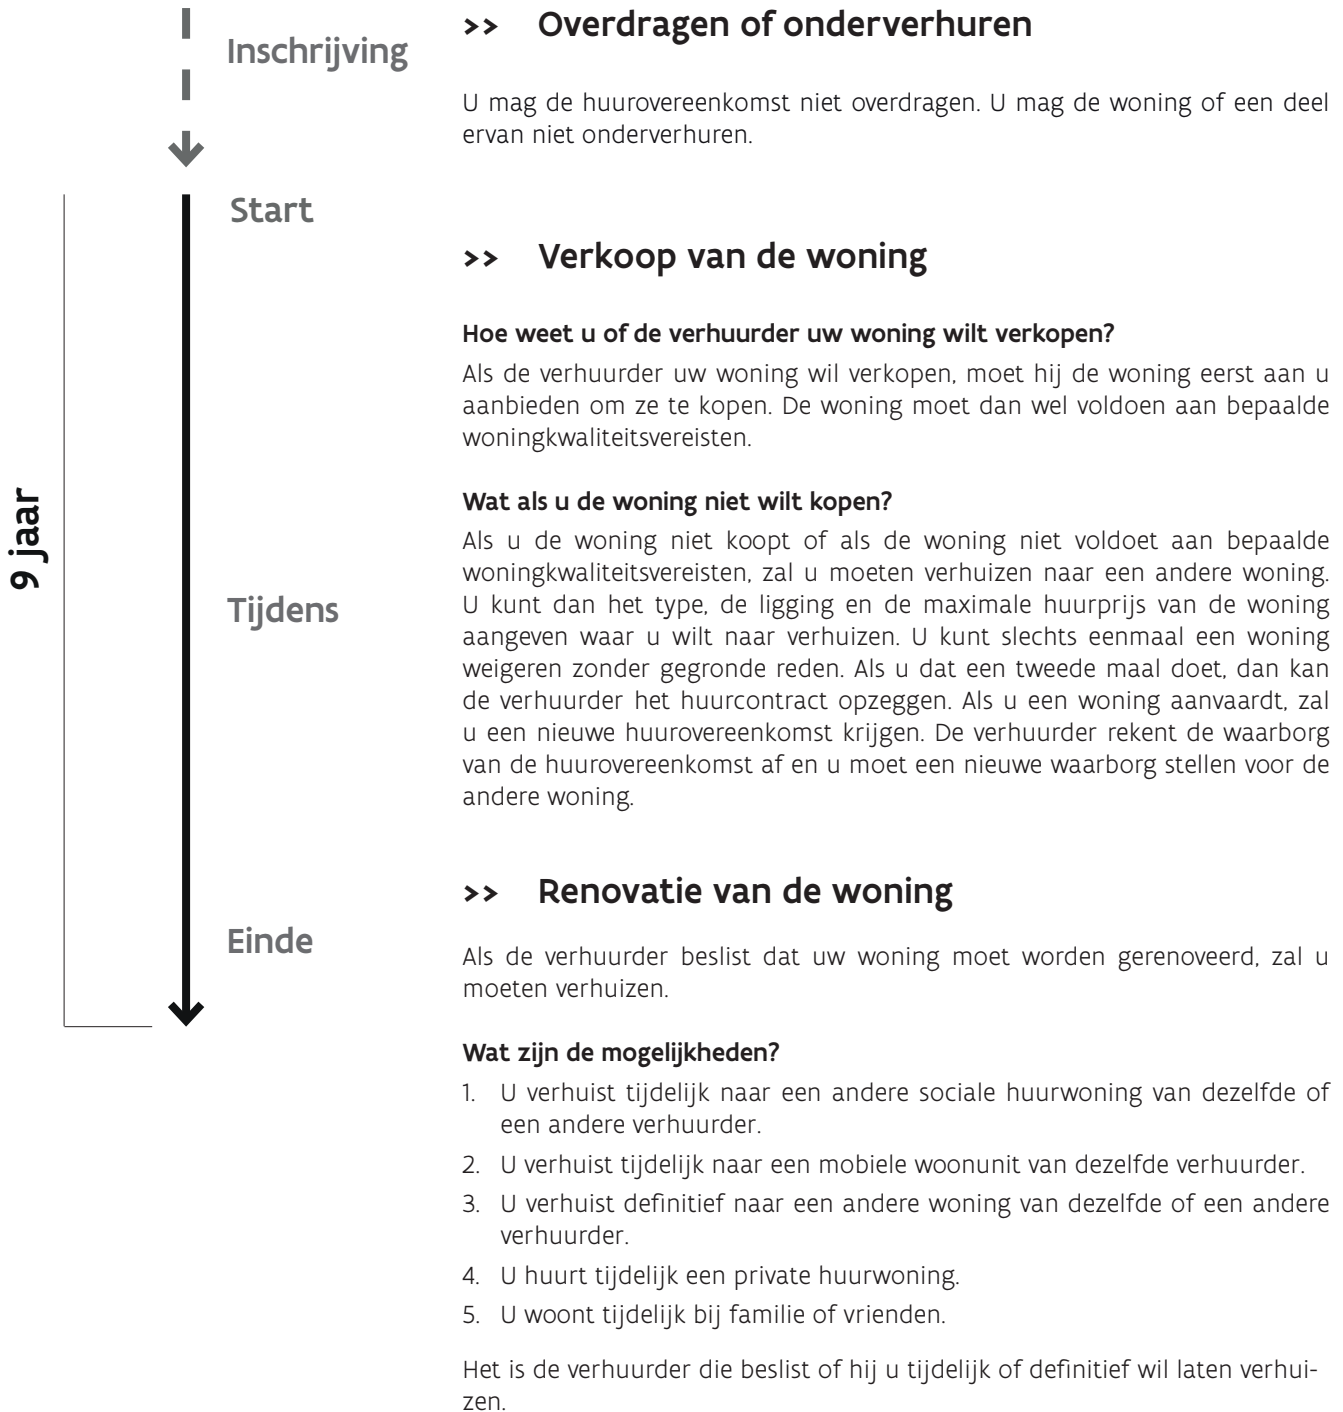 Inschrijving
Start
9 jaar
Tijdens
Einde
>> Overdragen of onderverhuren
U mag de huurovereenkomst niet overdragen. U mag de woning of een deel
ervan niet onderverhuren.
>> Verkoop van de woning
Hoe weet u of de verhuurder uw woning wilt verkopen?
Als de verhuurder uw woning wil verkopen, moet hij de woning eerst aan u
aanbieden om ze te kopen. De woning moet dan wel voldoen aan bepaalde
woningkwaliteitsvereisten.
Wat als u de woning niet wilt kopen?
Als u de woning niet koopt of als de woning niet voldoet aan bepaalde
woningkwaliteitsvereisten, zal u moeten verhuizen naar een andere woning.
U kunt dan het type, de ligging en de maximale huurprijs van de woning
aangeven waar u wilt naar verhuizen. U kunt slechts eenmaal een woning
weigeren zonder gegronde reden. Als u dat een tweede maal doet, dan kan
de verhuurder het huurcontract opzeggen. Als u een woning aanvaardt, zal
u een nieuwe huurovereenkomst krijgen. De verhuurder rekent de waarborg
van de huurovereenkomst af en u moet een nieuwe waarborg stellen voor de
andere woning.
>> Renovatie van de woning
Als de verhuurder beslist dat uw woning moet worden gerenoveerd, zal u
moeten verhuizen.
Wat zijn de mogelijkheden?
1. U verhuist tijdelijk naar een andere sociale huurwoning van dezelfde of
een andere verhuurder.
2. U verhuist tijdelijk naar een mobiele woonunit van dezelfde verhuurder.
3. U verhuist definitief naar een andere woning van dezelfde of een andere
verhuurder.
4. U huurt tijdelijk een private huurwoning.
5. U woont tijdelijk bij familie of vrienden.
Het is de verhuurder die beslist of hij u tijdelijk of definitief wil laten verhui-
zen.